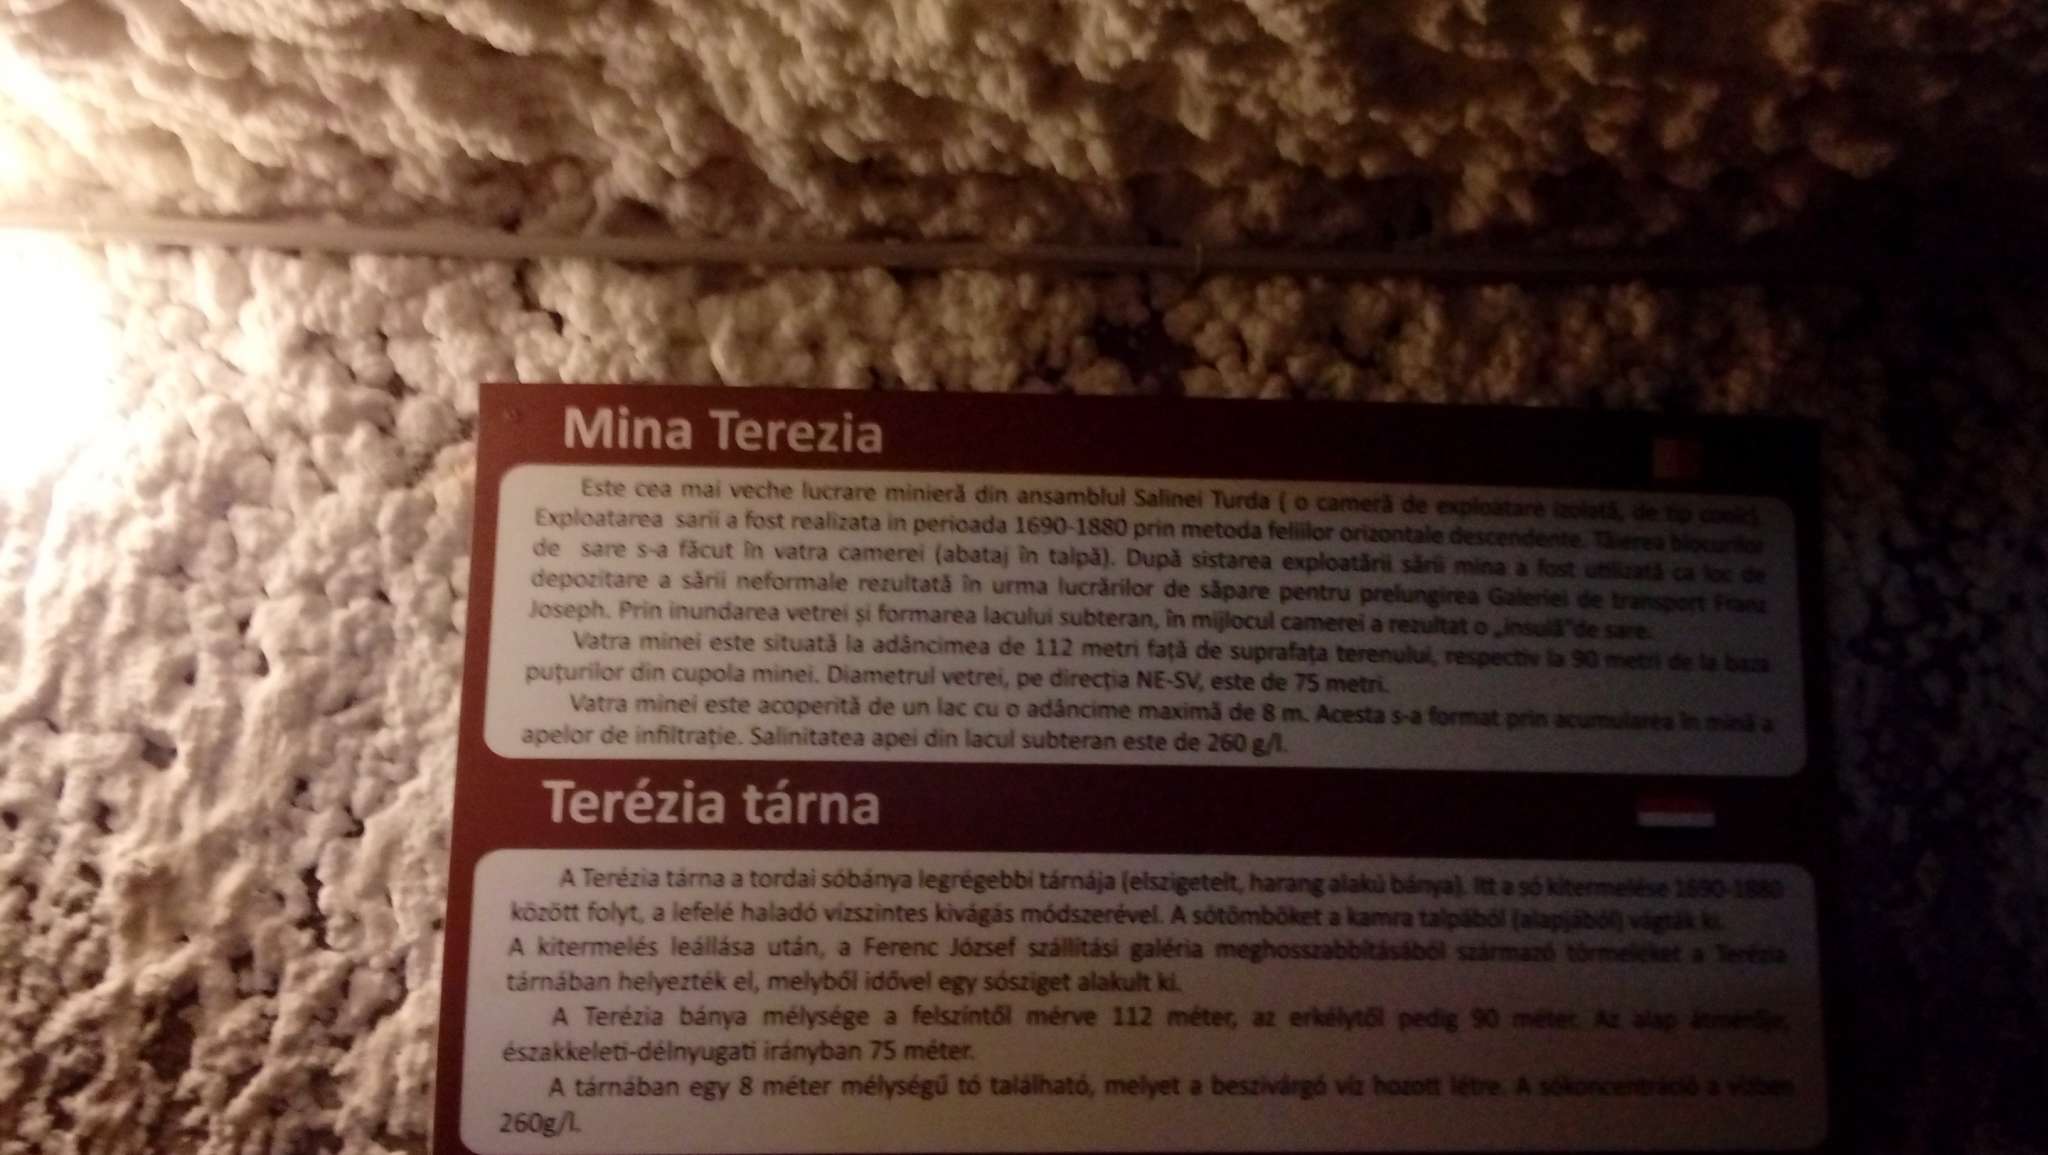 Mina Terezia
Este cea mai veche lucrare minieră din ansamblul Salinei Turda ( o cameră de exploatare izolată, de tip conic).
Exploatarea sarii a fost realizata in perioada 1690-1880 prin metoda feliilor orizontale descendente. Tăierea blocurilor
de sare s-a făcut în vatra camerei (abataj în talpă). După sistarea exploatării sării mina a fost utilizată ca loc de
depozitare a sării neformale rezultată în urma lucrărilor de săpare pentru prelungirea Galeriei de transport Franz
Joseph. Prin inundarea vetrei și formarea lacului subteran, în mijlocul camerei a rezultat o „insulă"de sare.
Vatra minei este situată la adâncimea de 112 metri față de suprafața terenului, respectiv la 90 metri de la baza
puțurilor din cupola minei. Diametrul vetrei, pe direcția NE-SV, este de 75 metri.
Vatra minei este acoperită de un lac cu o adâncime maximă de 8 m. Acesta s-a format prin acumularea în mină a
apelor de infiltrație. Salinitatea apei din lacul subteran este de 260 g/l.
Terézia tárna
A Terézia tárna a tordai sóbánya legrégebbi tárnája (elszigetelt, harang alakú bánya). Itt a só kitermelése 1690-1880
között folyt, a lefelé haladó vízszintes kivágás módszerével. A sótömböket a kamra talpából (alapjából) vágták ki.
A kitermelés leállása után, a Ferenc József szállítási galéria meghosszabbításából származó törmeléket a Terézia
tárnában helyezték el, melyből idővel egy sósziget alakult ki.
A Terézia bánya mélysége a felszíntől mérve 112 méter, az erkélytől pedig 90 méter. Az alap átmérője,
északkeleti-délnyugati irányban 75 méter.
A tárnában egy 8 méter mélységű tó található, melyet a beszivárgó víz hozott létre. A sókoncentráció a vízben
260g/l.